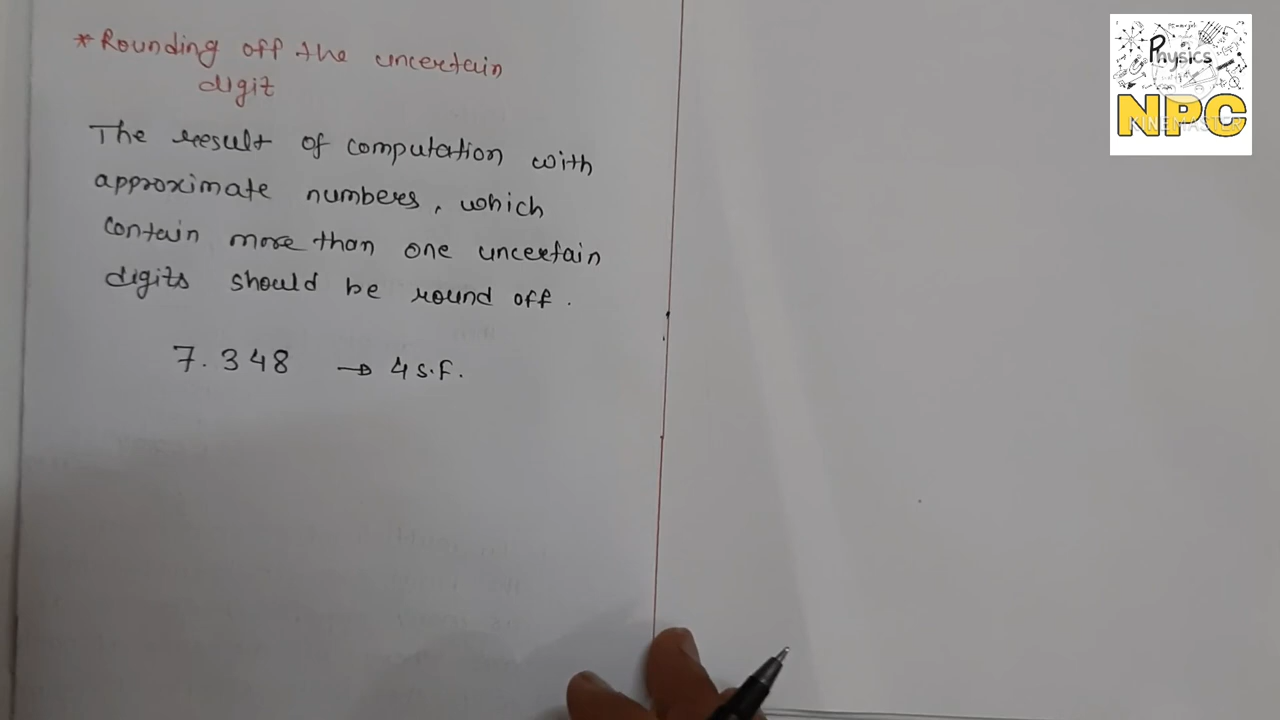 * Rounding off the uncertain
digit
The result of computation with
approximate numbers, which
contain more than one uncertain
digits should be round off.
7.348 → 4 s.f.
Physics
NPC
KINEMASTER